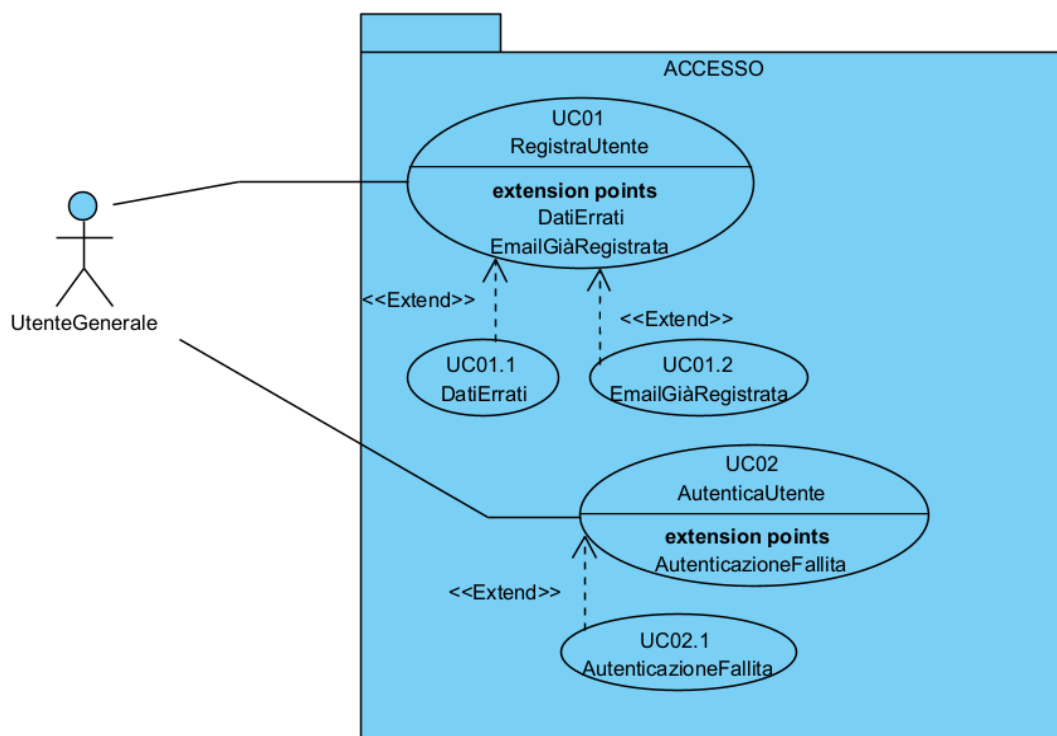 ACCESSO
UC01
RegistraUtente
extension points
DatiErrati
EmailGiàRegistrata
<<Extend>>
<<Extend>>
UtenteGenerale
UC01.1
DatiErrati
UC01.2
EmailGiàRegistrata
UC02
AutenticaUtente
extension points
AutenticazioneFallita
<<Extend>>
UC02.1
AutenticazioneFallita